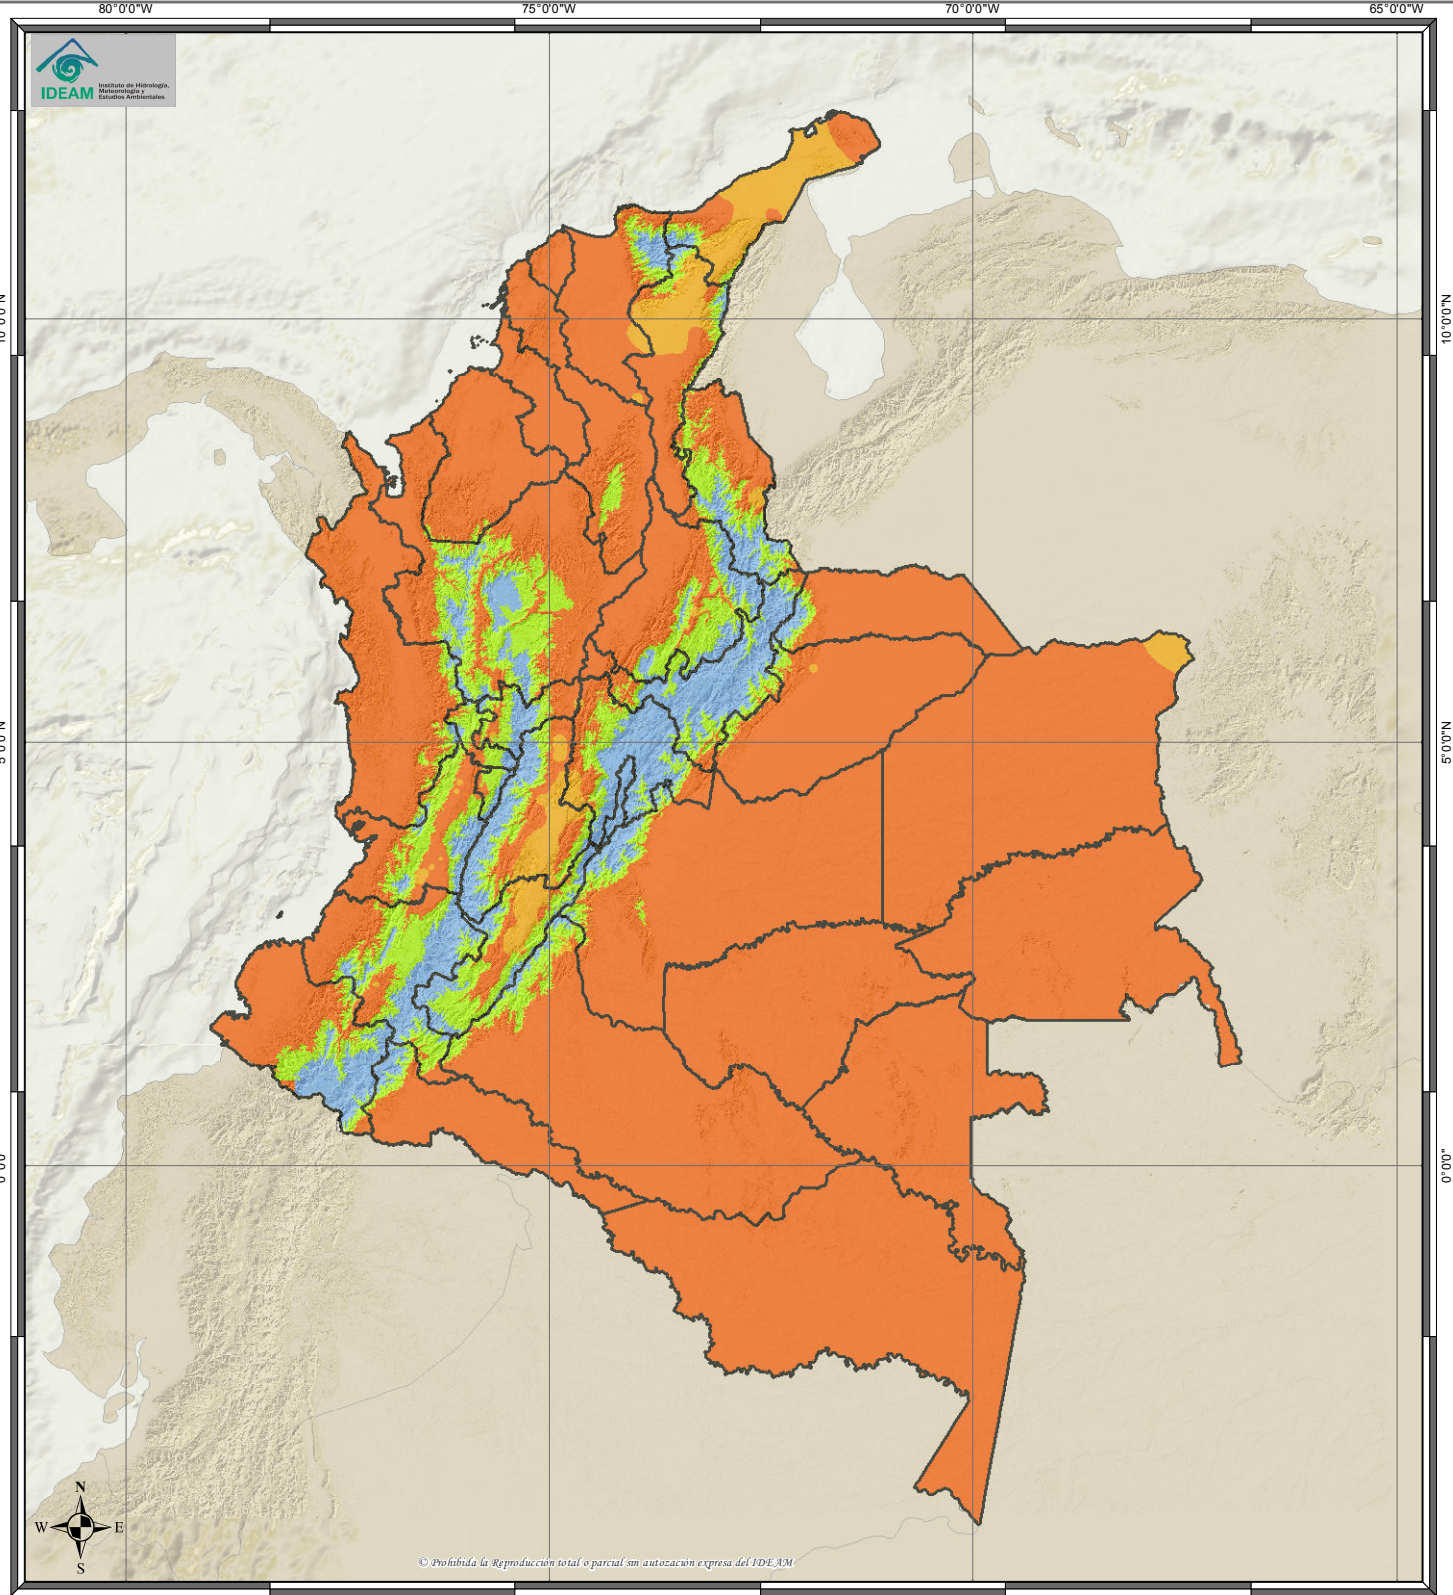 80°0'0"W
75°0'0"W
70°0'0"W
65°0'0"W
IDEAM
Instituto de Hidrología,
Meteorología y
Estudios Ambientales
10°0'0"N
5°0'0"N
0°0'0"
N
W
E
S
© Prohibida la Reproducción total o parcial sin autozación expresa del IDEAM